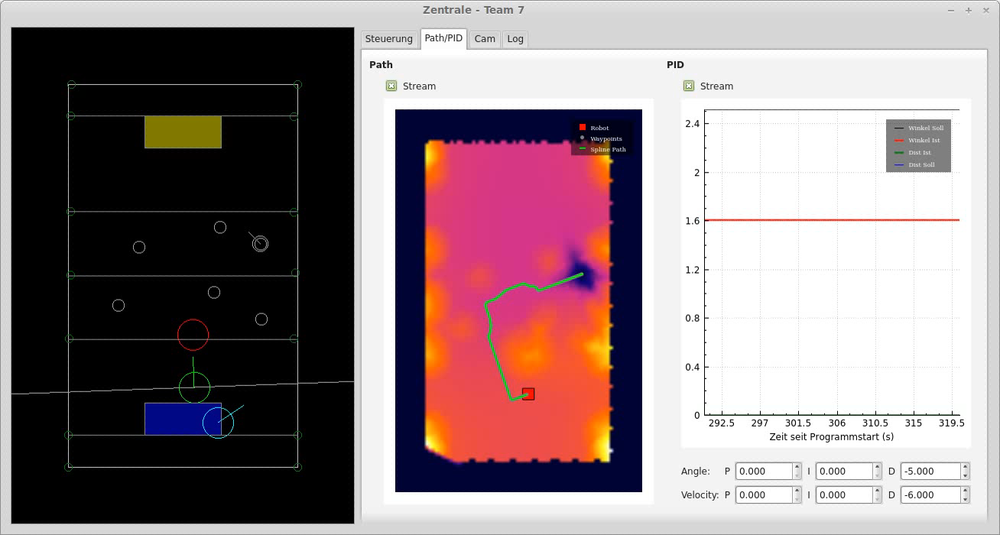 Zentrale - Team 7
Steuerung Path/PID Cam Log
Path
Stream
Robot
Waypoints
Spline Path
PID
Stream
Winkel Soll
Winkel Ist
Dist Ist
Dist Soll
2.4
2
1.6
1.2
0.8
0.4
0
292.5 297 301.5 306 310.5 315 319.5
Zeit seit Programmstart (s)
Angle: P 0.000 I 0.000 D -5.000
Velocity: P 0.000 I 0.000 D -6.000